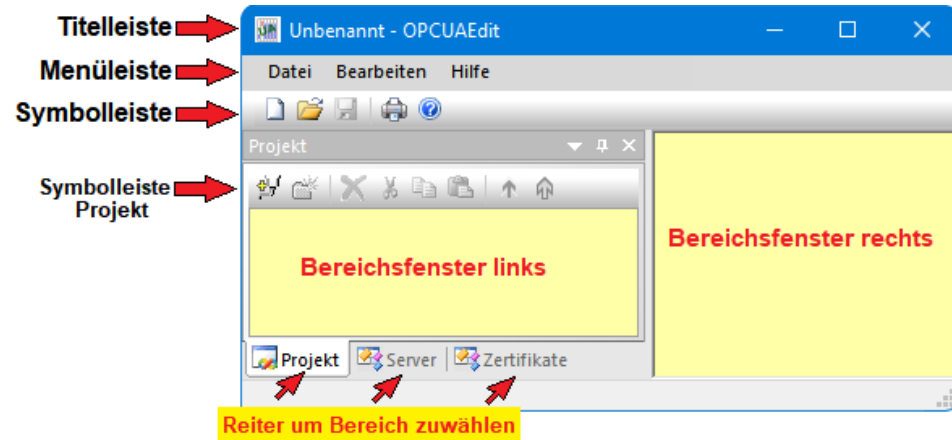 Titelleiste
Unbenannt - OPCUAEdit
Menüleiste
Datei Bearbeiten Hilfe
Symbolleiste
Projekt
Symbolleiste
Projekt
Bereichsfenster links
Bereichsfenster rechts
Projekt Server Zertifikate
Reiter um Bereich zuwählen